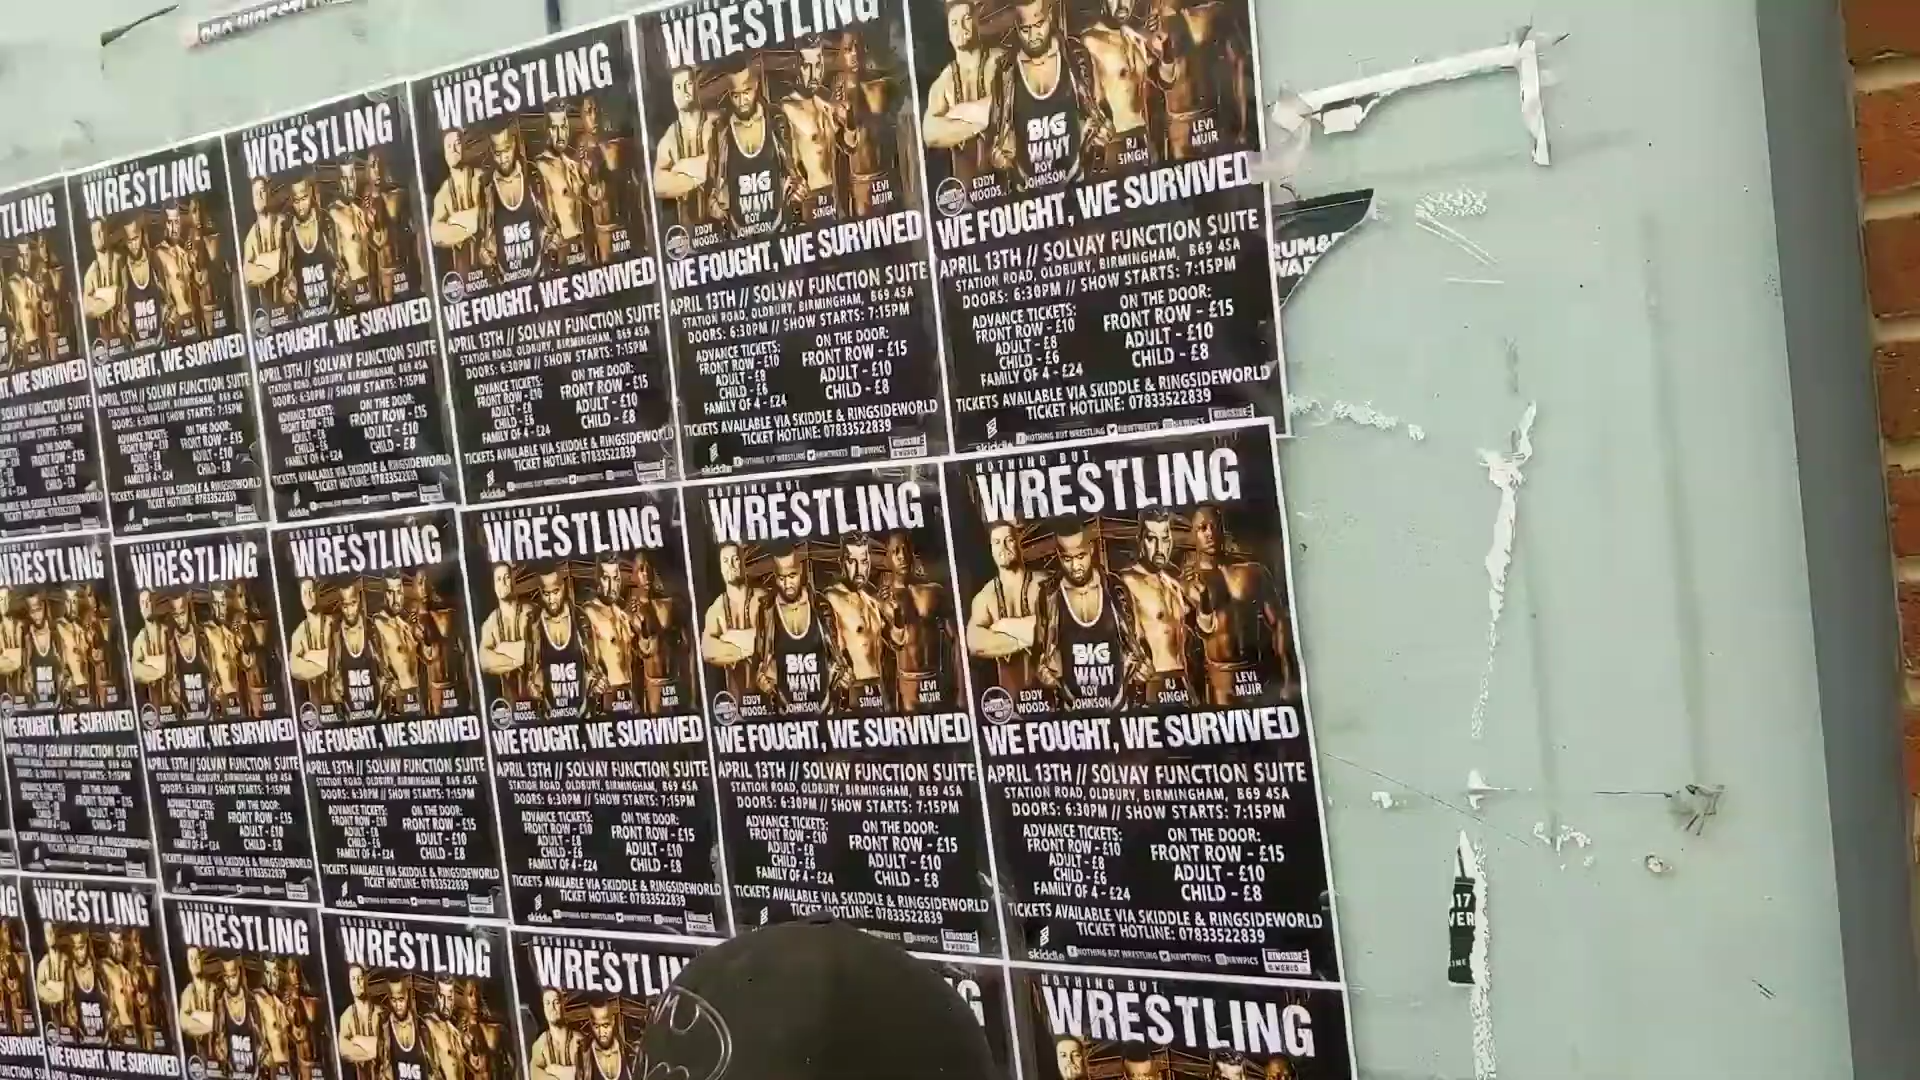 NOTHING BUT
WRESTLING
BIG
WAVY
EDDY WOODS
ROY JOHNSON
RJ SINGH
LEVI MUIR
WE FOUGHT, WE SURVIVED
APRIL 13TH // SOLVAY FUNCTION SUITE
STATION ROAD, OLDBURY, BIRMINGHAM, B69 4SA
DOORS: 6:30PM // SHOW STARTS: 7:15PM
ADVANCE TICKETS:
FRONT ROW - £10
ADULT - £8
CHILD - £6
FAMILY OF 4 - £24
ON THE DOOR:
FRONT ROW - £15
ADULT - £10
CHILD - £8
TICKETS AVAILABLE VIA SKIDDLE & RINGSIDEWORLD
TICKET HOTLINE: 07833522839
skiddle
NOTHING BUT WRESTLING
NBWTWEETS
NBWPICS
RINGSIDE
WORLD
RUM&
17
VER